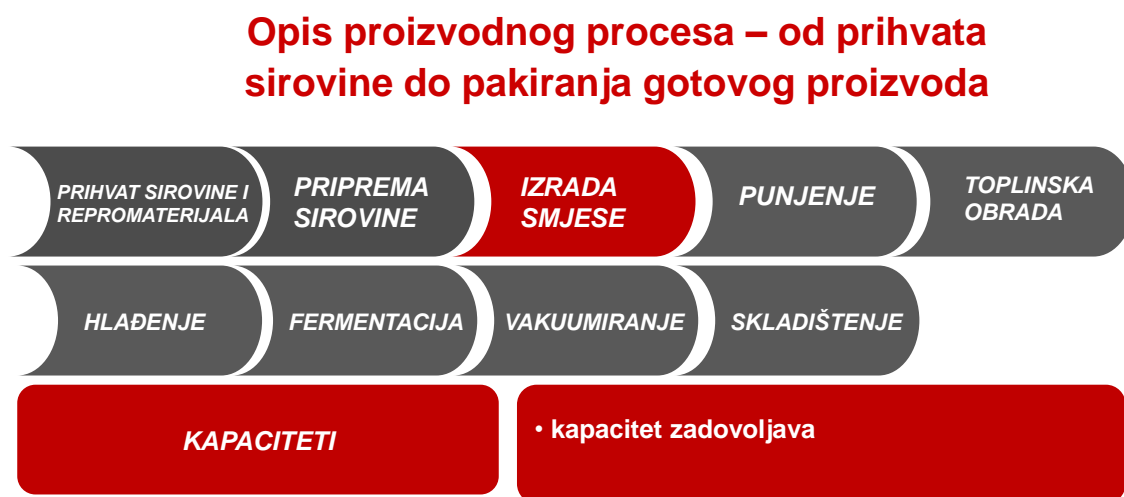 Opis proizvodnog procesa – od prihvata
sirovine do pakiranja gotovog proizvoda
PRIHVAT SIROVINE I
REPROMATERIJALA
PRIPREMA
SIROVINE
IZRADA
SMJESE
PUNJENJE
TOPLINSKA
OBRADA
HLAĐENJE
FERMENTACIJA
VAKUUMIRANJE
SKLADIŠTENJE
KAPACITETI
• kapacitet zadovoljava